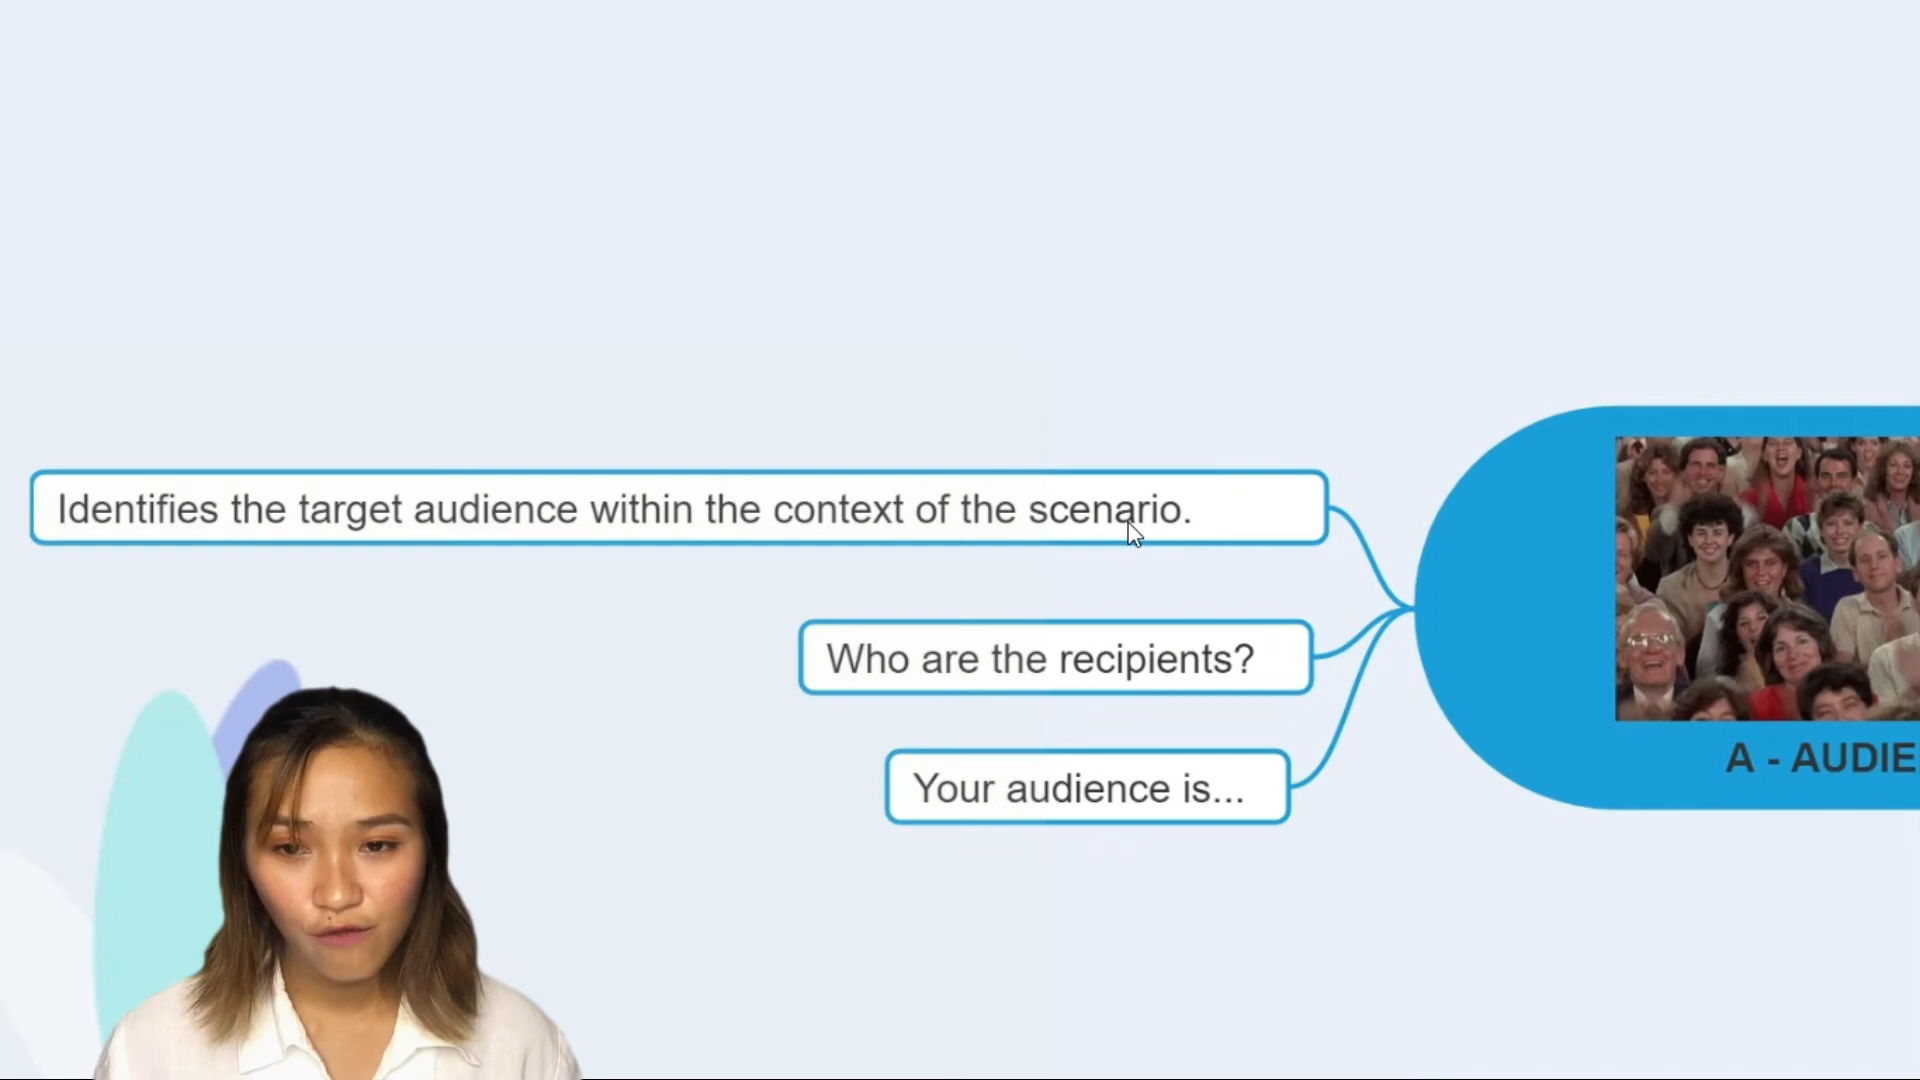 Identifies the target audience within the context of the scenario.
Who are the recipients?
Your audience is...
A - AUDIE